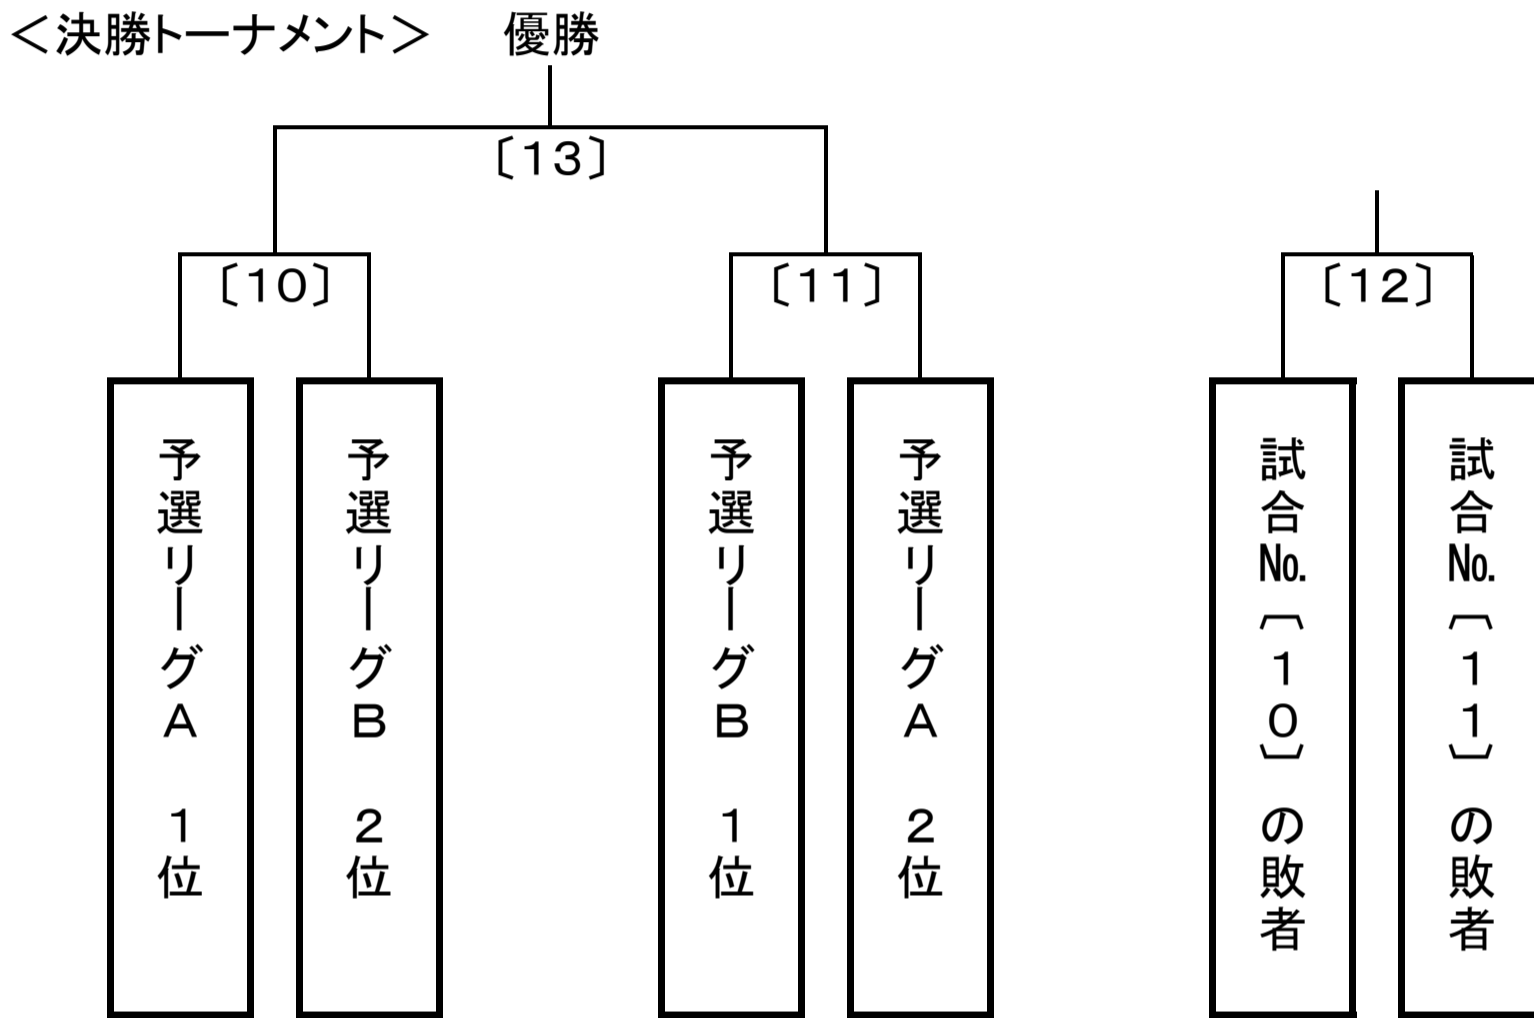 ＜決勝トーナメント＞　優勝
〔13〕
〔10〕
〔11〕
〔12〕
予選リーグA　1位
予選リーグB　2位
予選リーグB　1位
予選リーグA　2位
試合№〔10〕の敗者
試合№〔11〕の敗者